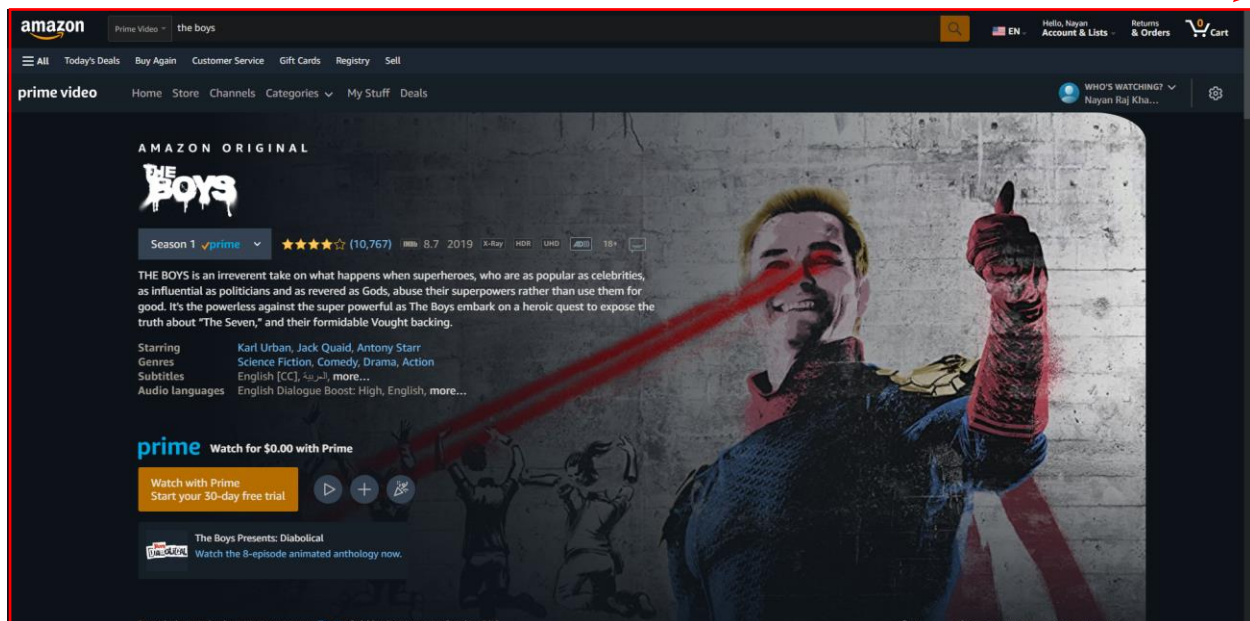 amazon Prime Video the boys EN Hello, Nayan Returns 0
Account & Lists & Orders Cart
All Today's Deals Buy Again Customer Service Gift Cards Registry Sell
prime video Home Store Channels Categories My Stuff Deals WHO'S WATCHING?
Nayan Raj Kha...
AMAZON ORIGINAL
THE
BOYS
Season 1 prime (10,767) IMDb 8.7 2019 X-Ray HDR UHD AD 18+
THE BOYS is an irreverent take on what happens when superheroes, who are as popular as celebrities,
as influential as politicians and as revered as Gods, abuse their superpowers rather than use them for
good. It's the powerless against the super powerful as The Boys embark on a heroic quest to expose the
truth about "The Seven," and their formidable Vought backing.
Starring Karl Urban, Jack Quaid, Antony Starr
Genres Science Fiction, Comedy, Drama, Action
Subtitles English [CC], العربية, more...
Audio languages English Dialogue Boost: High, English, more...
prime Watch for $0.00 with Prime
Watch with Prime
Start your 30-day free trial
The Boys Presents: Diabolical
DIABOLICAL Watch the 8-episode animated anthology now.